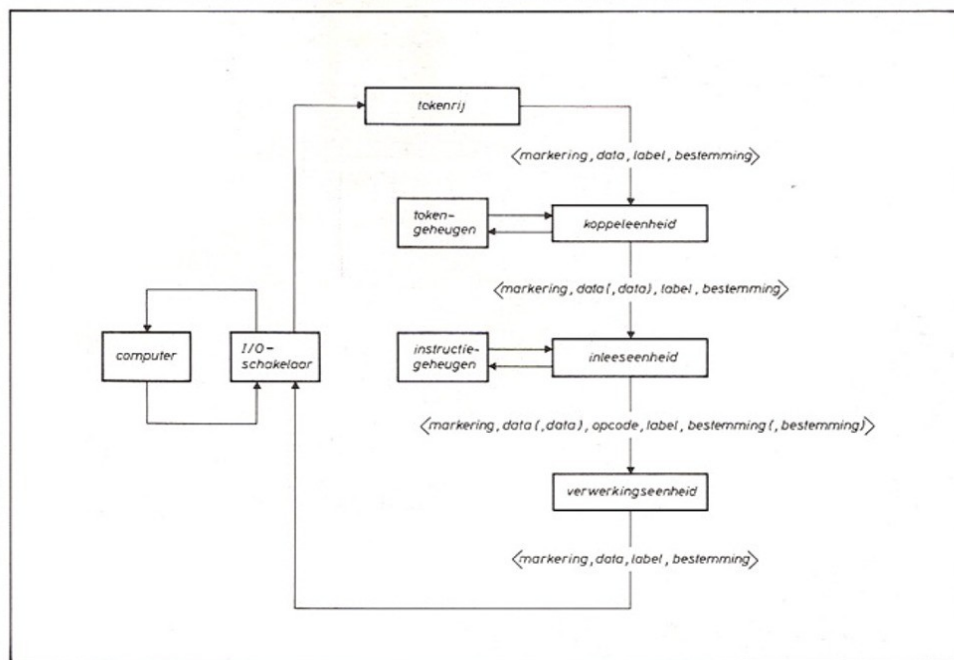 tokenrij
<markering, data, label, bestemming>
token-
geheugen
koppeleenheid
<markering, data(,data), label, bestemming>
computer
I/O-
schakelaar
instructie-
geheugen
inleeseenheid
<markering, data(,data), opcode, label, bestemming(, bestemming)>
verwerkingseenheid
<markering, data, label, bestemming>